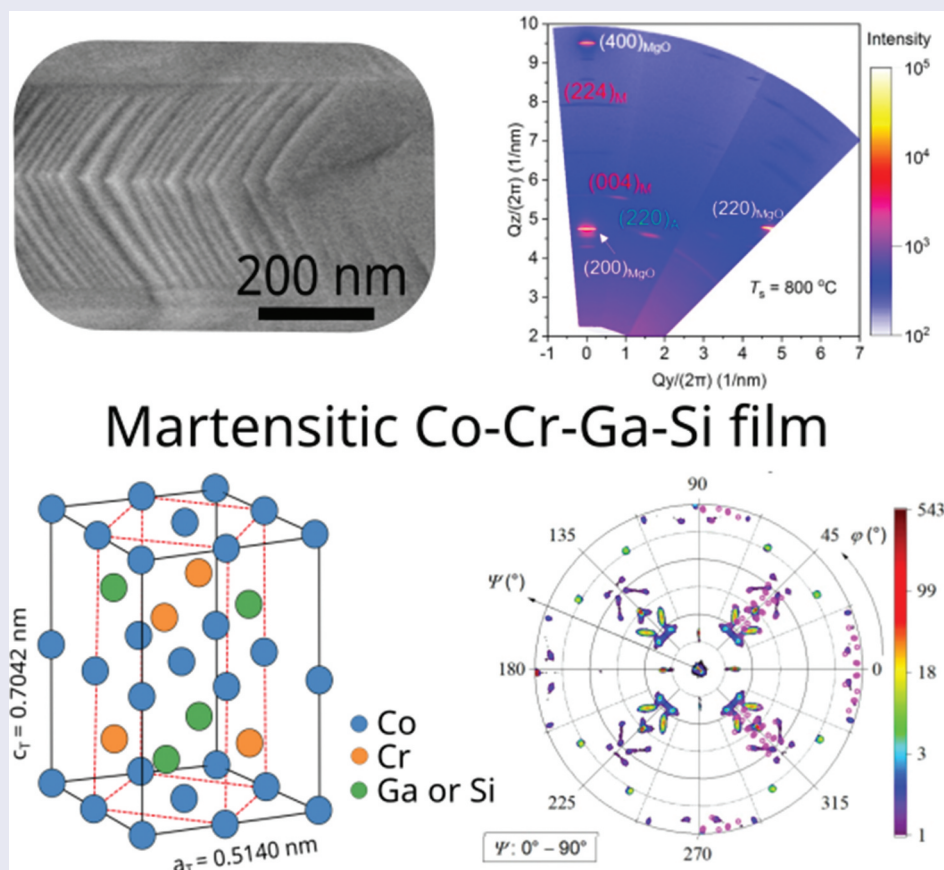 200 nm
10
9
8
7
6
5
4
3
2
Qz/(2π) (1/nm)
(400)MgO
(224)M
(004)M
(220)A
(220)MgO
(200)MgO
Ts = 800 °C
-1 0 1 2 3 4 5 6 7
Qy/(2π) (1/nm)
Intensity
10⁵
10⁴
10³
10²
Martensitic Co-Cr-Ga-Si film
cT = 0.7042 nm
aT = 0.5140 nm
Co
Cr
Ga or Si
90
135
45
φ(°)
Ψ(°)
180
0
225
315
270
Ψ: 0° – 90°
543
99
18
3
1